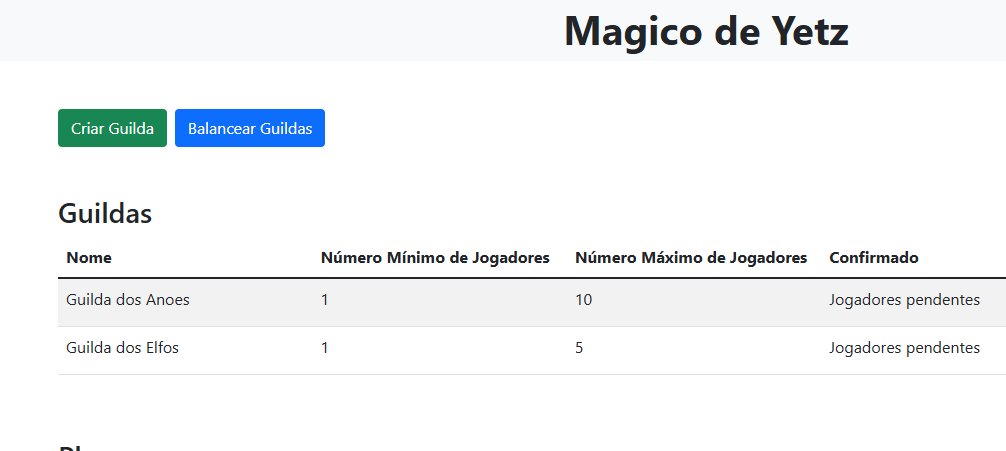 Magico de Yetz
Criar Guilda Balancear Guildas
Guildas
Nome Número Mínimo de Jogadores Número Máximo de Jogadores Confirmado
Guilda dos Anoes 1 10 Jogadores pendentes
Guilda dos Elfos 1 5 Jogadores pendentes